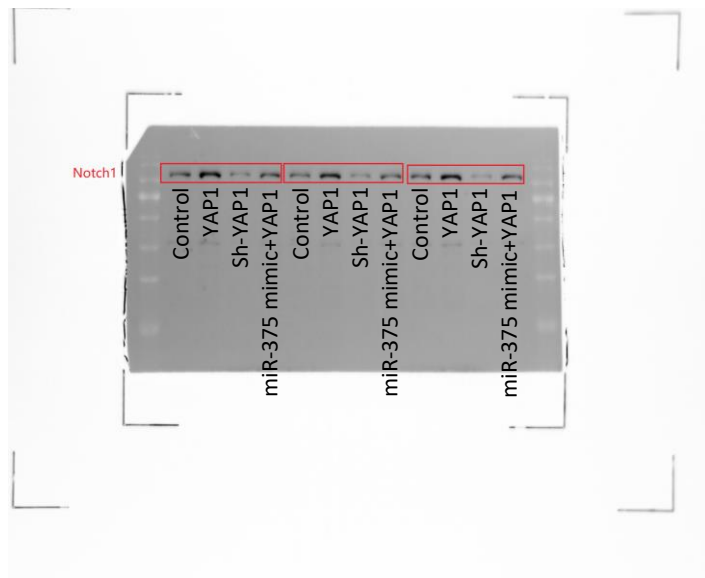 Notch1
Control
YAP1
Sh-YAP1
miR-375 mimic+YAP1
Control
YAP1
Sh-YAP1
miR-375 mimic+YAP1
Control
YAP1
Sh-YAP1
miR-375 mimic+YAP1